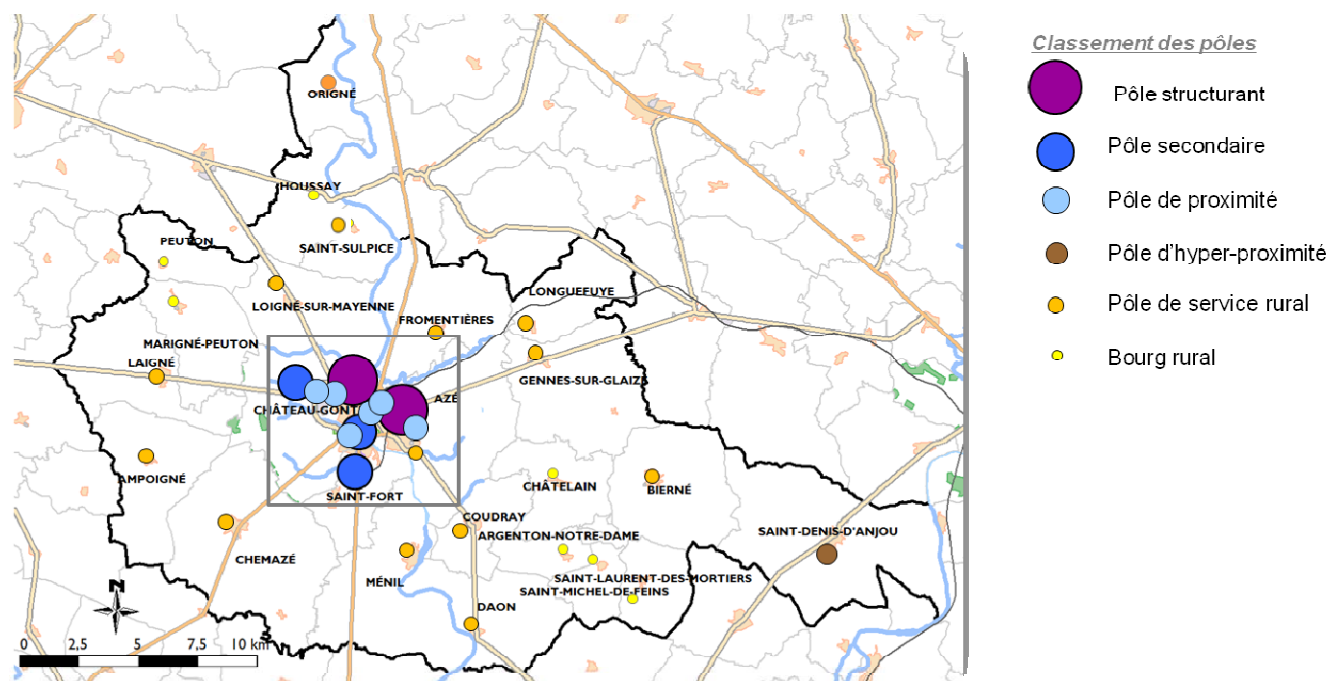 Classement des pôles
Pôle structurant
Pôle secondaire
Pôle de proximité
Pôle d'hyper-proximité
Pôle de service rural
Bourg rural
ORIGNÉ
HOUSSAY
SAINT-SULPICE
PEUTON
LOIGNÉ-SUR-MAYENNE
LONGUEFUYE
FROMENTIÈRES
MARIGNÉ-PEUTON
LAIGNÉ
GENNES-SUR-GLAIZE
AZÉ
CHÂTEAU-GONT
AMPOIGNÉ
SAINT-FORT
CHÂTELAIN
BIERNÉ
COUDRAY
ARGENTON-NOTRE-DAME
SAINT-DENIS-D'ANJOU
CHEMAZÉ
MÉNIL
SAINT-LAURENT-DES-MORTIERS
SAINT-MICHEL-DE-FEINS
DAON
N
0 2,5 5 7,5 10 km